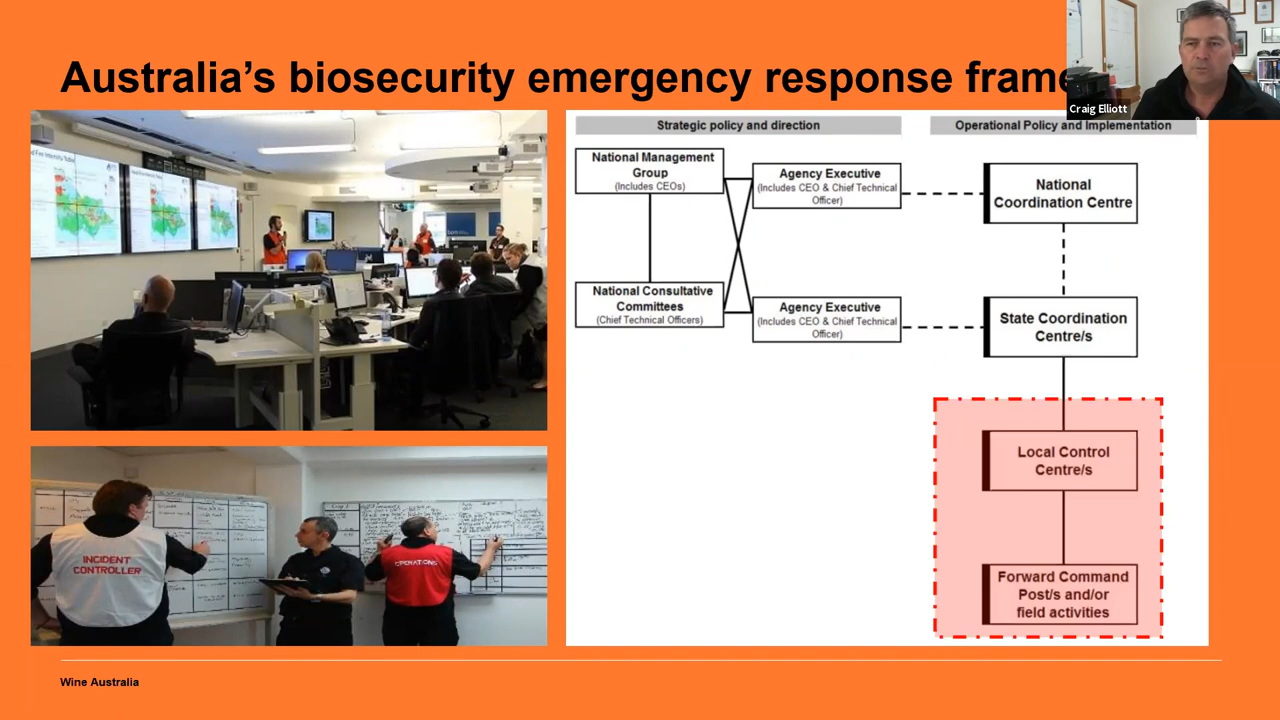 Australia's biosecurity emergency response frame
Craig Elliott
Strategic policy and direction
Operational Policy and Implementation
National Management
Group
(Includes CEOs)
Agency Executive
(Includes CEO & Chief Technical
Officer)
National
Coordination Centre
National Consultative
Committees
(Chief Technical Officers)
Agency Executive
(Includes CEO & Chief Technical
Officer)
State Coordination
Centre/s
Local Control
Centre/s
Forward Command
Post/s and/or
field activities
INCIDENT
CONTROLLER
OPERATIONS
Wine Australia